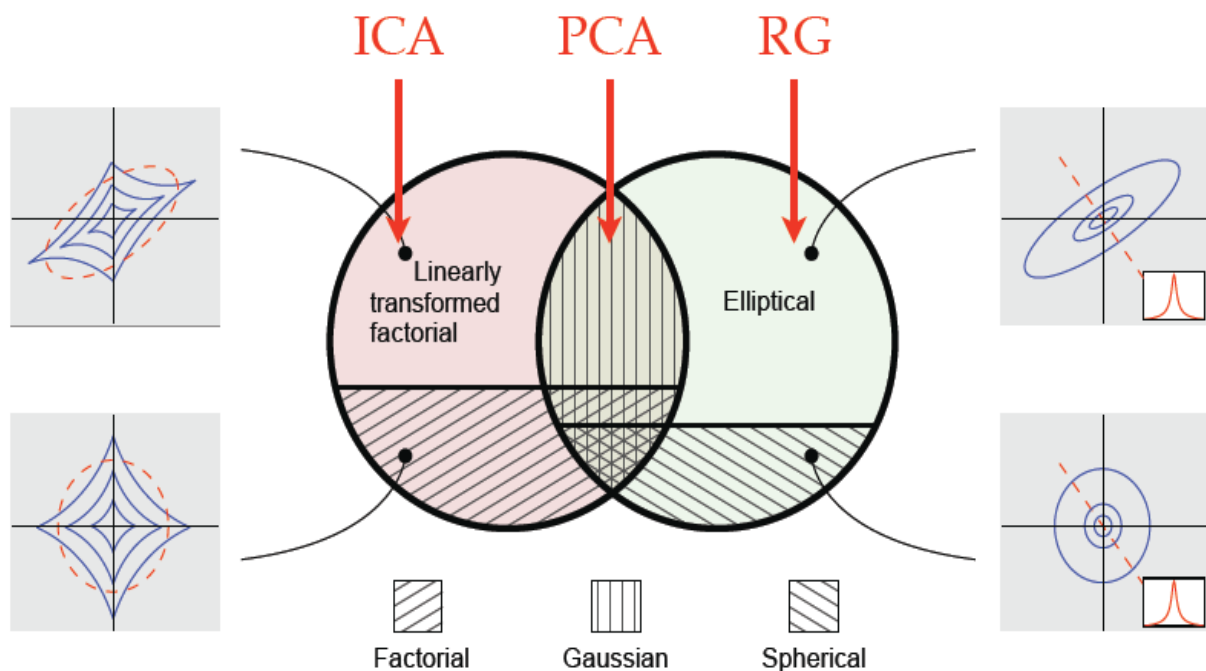 ICA PCA RG
Linearly
transformed
factorial
Elliptical
Factorial Gaussian Spherical